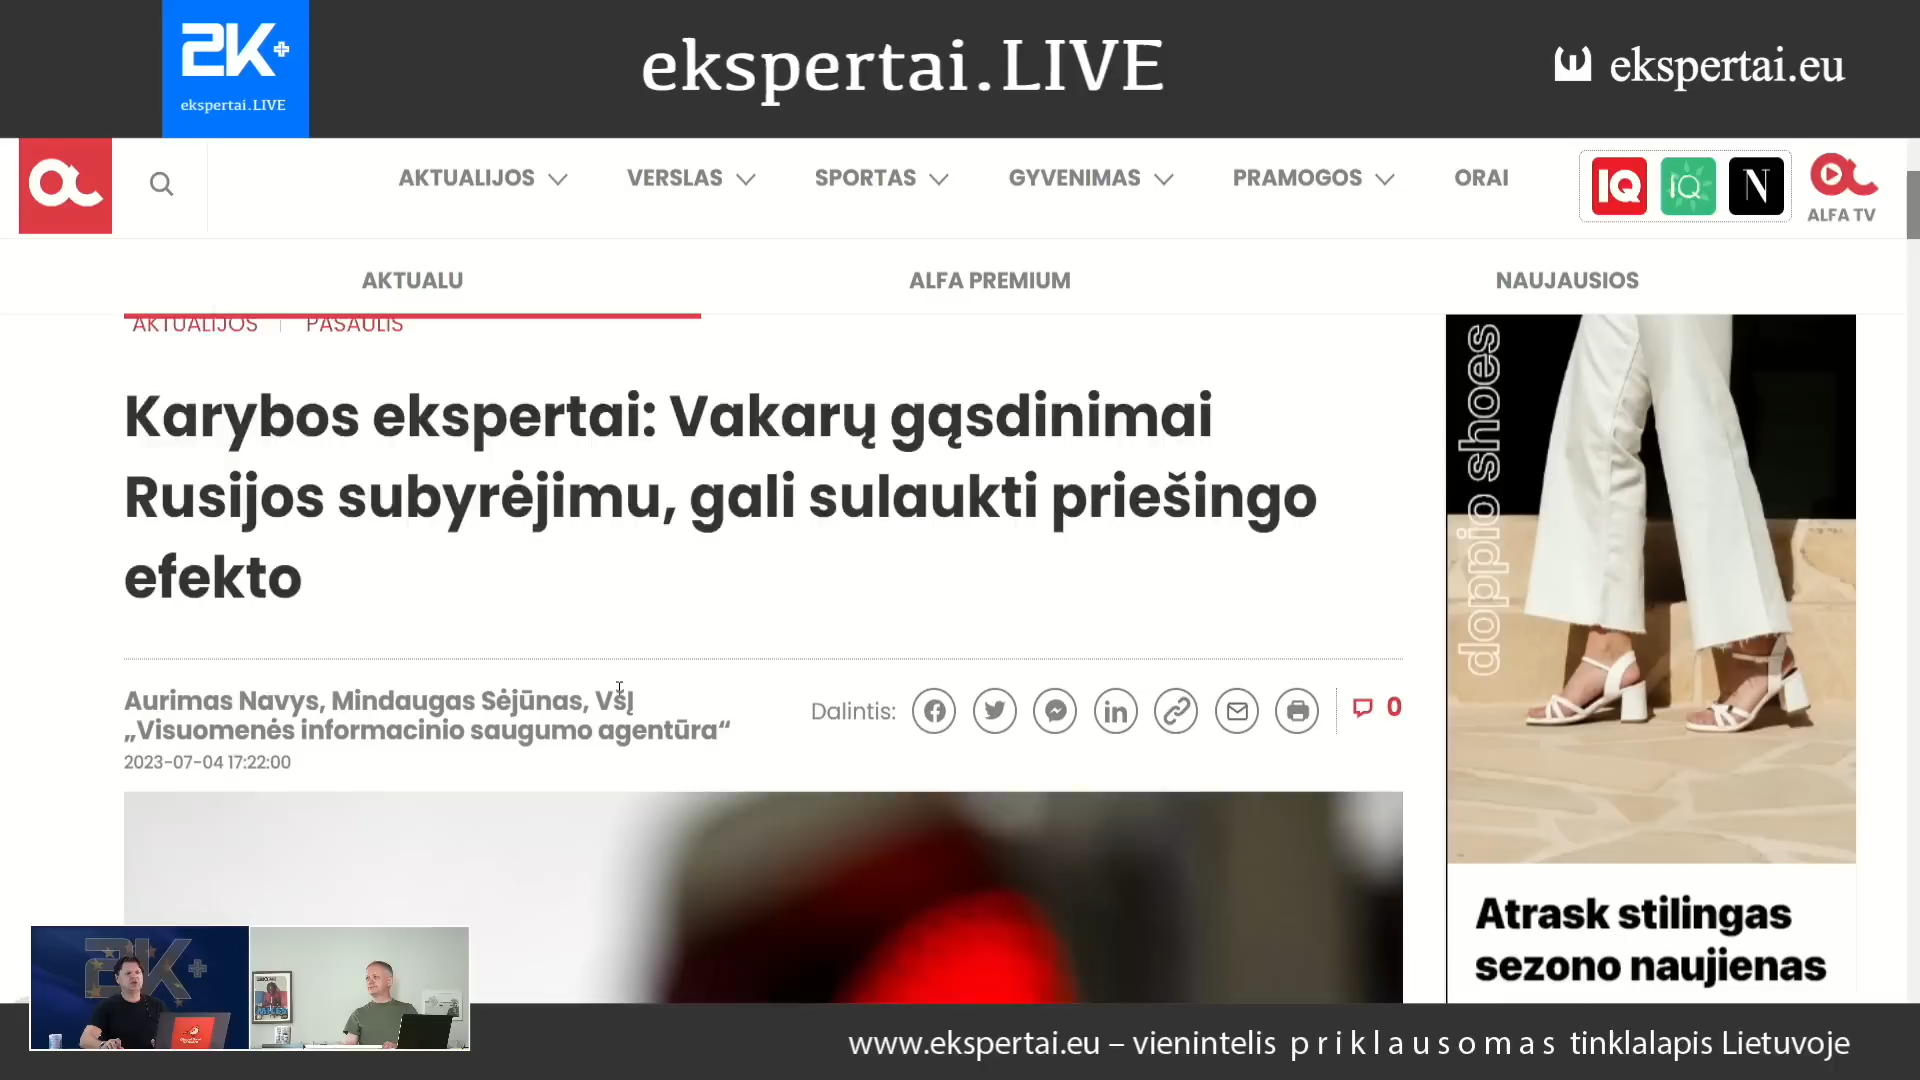 2K+
ekspertai.LIVE
ekspertai.LIVE
ekspertai.eu
AKTUALIJOS
VERSLAS
SPORTAS
GYVENIMAS
PRAMOGOS
ORAI
IQ
IQ
N
ALFA TV
AKTUALU
ALFA PREMIUM
NAUJAUSIOS
AKTUALIJOS
PASAULIS
Karybos ekspertai: Vakarų gąsdinimai
Rusijos subyrėjimu, gali sulaukti priešingo
efekto
Aurimas Navys, Mindaugas Sėjūnas, VšĮ
„Visuomenės informacinio saugumo agentūra“
2023-07-04 17:22:00
Dalintis:
0
doppio shoes
Atrask stilingas
sezono naujienas
2K+
www.ekspertai.eu – vienintelis priklausomas tinklalapis Lietuvoje